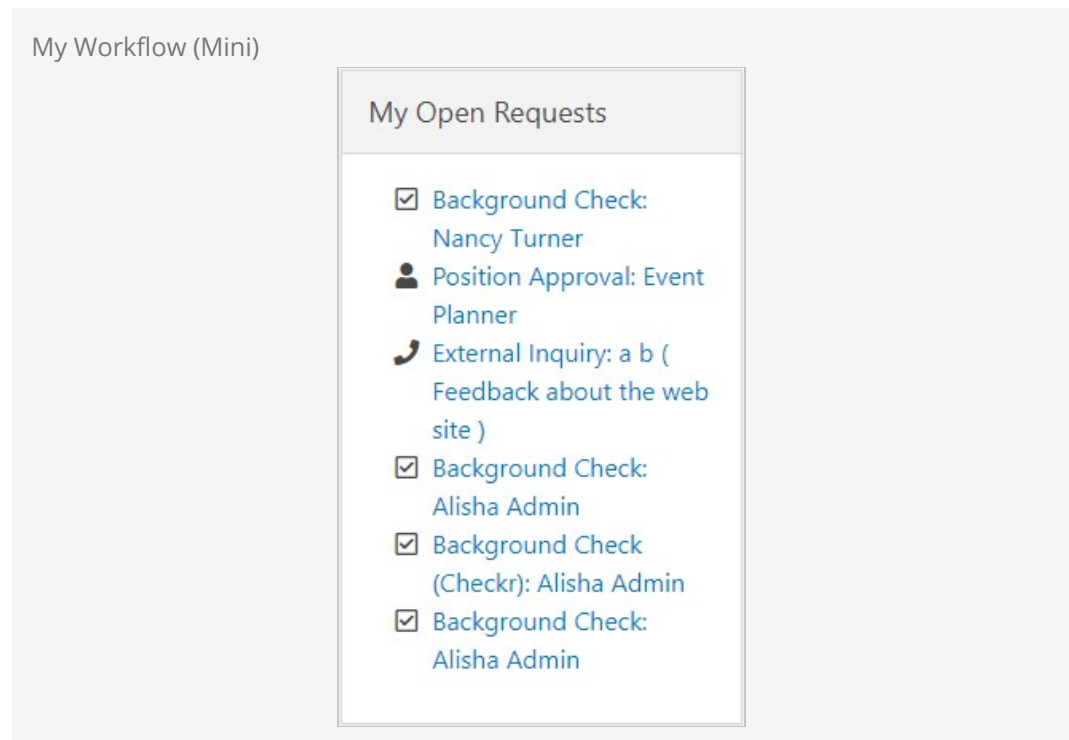 My Workflow (Mini)
My Open Requests
Background Check:
Nancy Turner
Position Approval: Event
Planner
External Inquiry: a b (
Feedback about the web
site )
Background Check:
Alisha Admin
Background Check
(Checkr): Alisha Admin
Background Check:
Alisha Admin